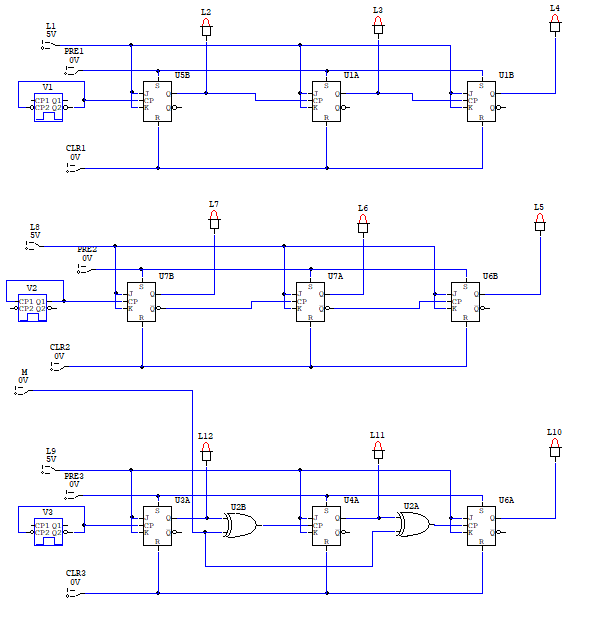 L1
5V
L2
L3
L4
PRE1
0V
V1
CP1 Q1
CP2 Q2
U5B
S
J Q
CP
K Q
R
U1A
S
J Q
CP
K Q
R
U1B
S
J Q
CP
K Q
R
CLR1
0V
L8
5V
L7
L6
L5
PRE2
0V
V2
CP1 Q1
CP2 Q2
U7B
S
J Q
CP
K Q
R
U7A
S
J Q
CP
K Q
R
U6B
S
J Q
CP
K Q
R
CLR2
0V
M
0V
L9
5V
L12
L11
L10
PRE3
0V
V3
CP1 Q1
CP2 Q2
U3A
S
J Q
CP
K Q
R
U2B
U4A
S
J Q
CP
K Q
R
U2A
U6A
S
J Q
CP
K Q
R
CLR3
0V